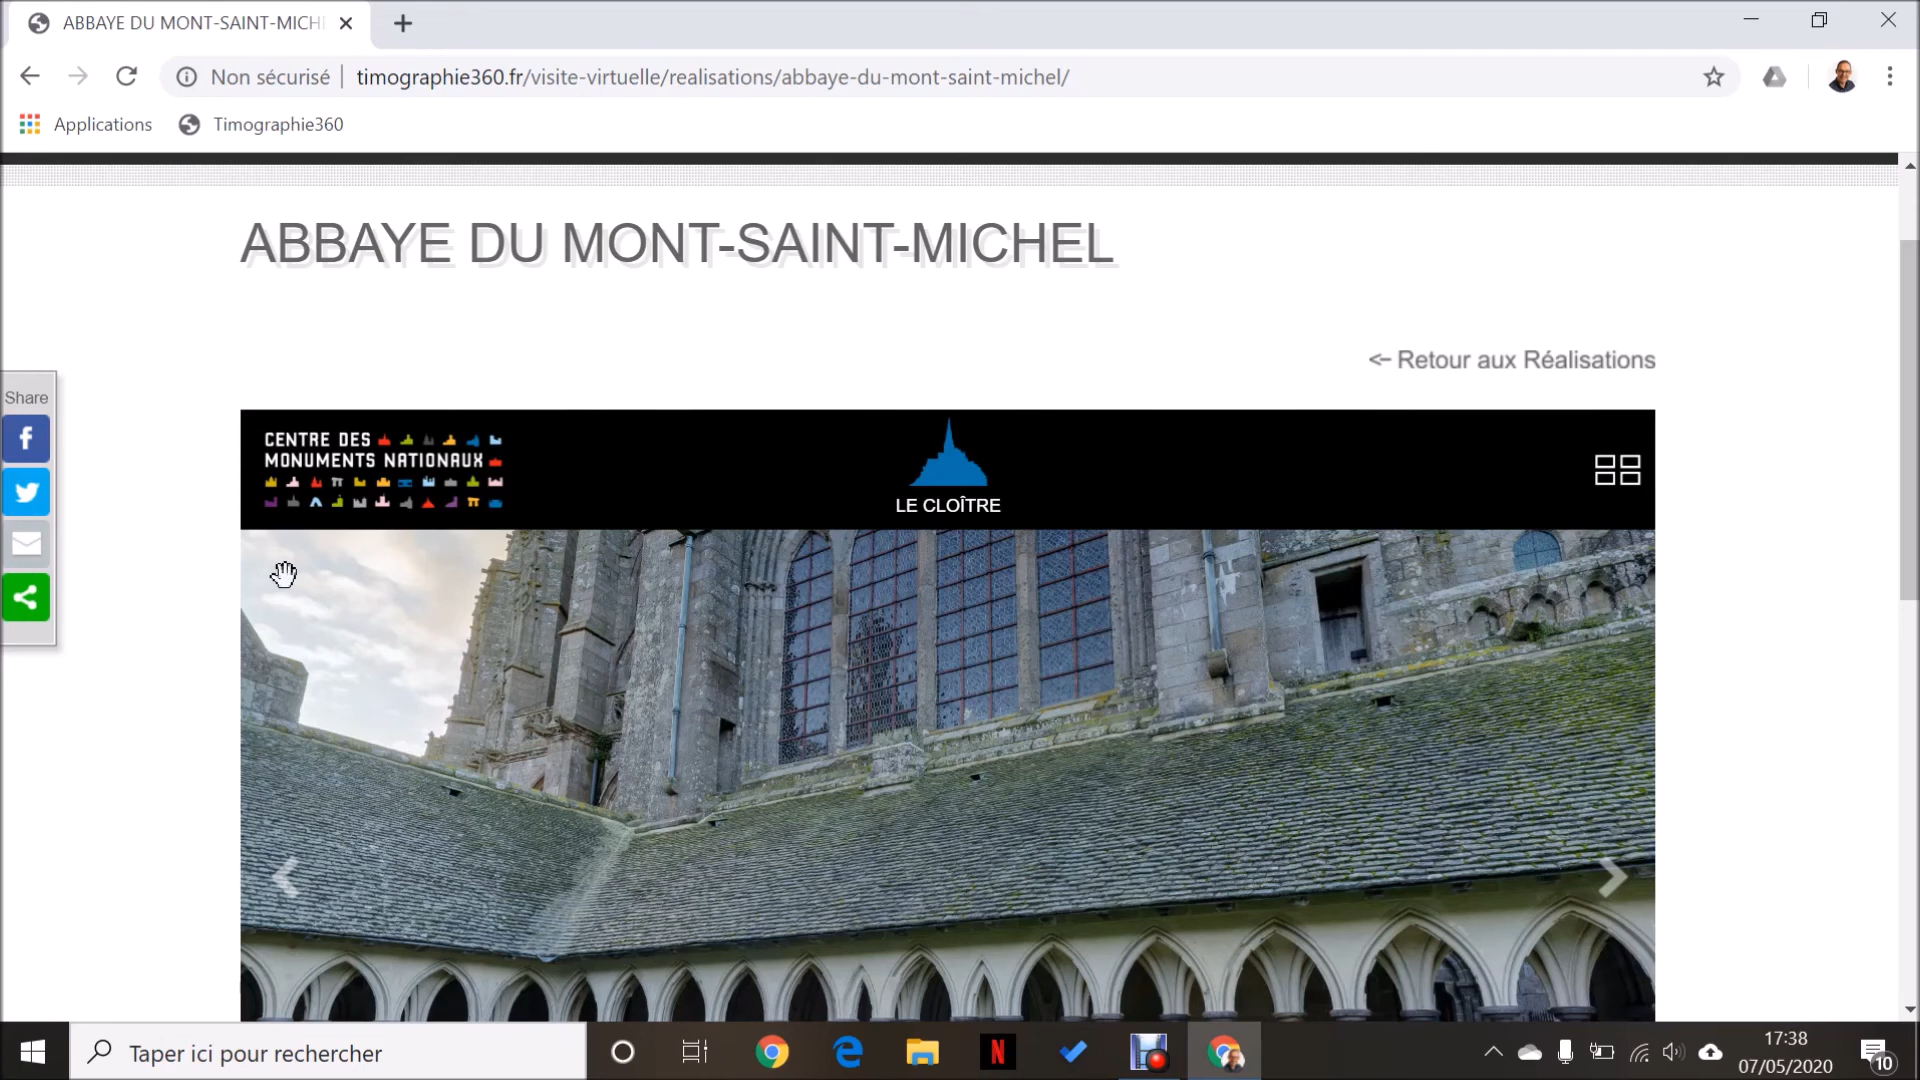 ABBAYE DU MONT-SAINT-MICH
Non sécurisé
timographie360.fr/visite-virtuelle/realisations/abbaye-du-mont-saint-michel/
Applications
Timographie360
ABBAYE DU MONT-SAINT-MICHEL
<- Retour aux Réalisations
Share
CENTRE DES
MONUMENTS NATIONAUX
LE CLOÎTRE
Taper ici pour rechercher
17:38
07/05/2020
10